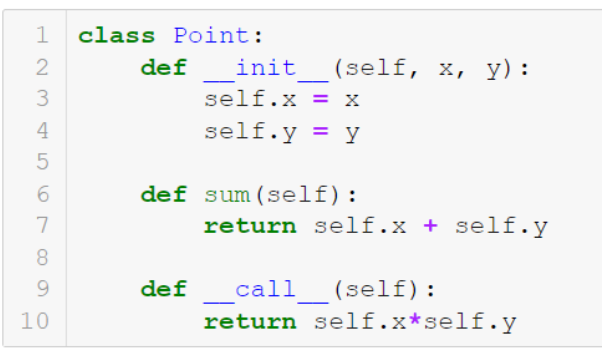 1 class Point:
2     def __init__(self, x, y):
3         self.x = x
4         self.y = y
5
6     def sum(self):
7         return self.x + self.y
8
9     def __call__(self):
10         return self.x*self.y